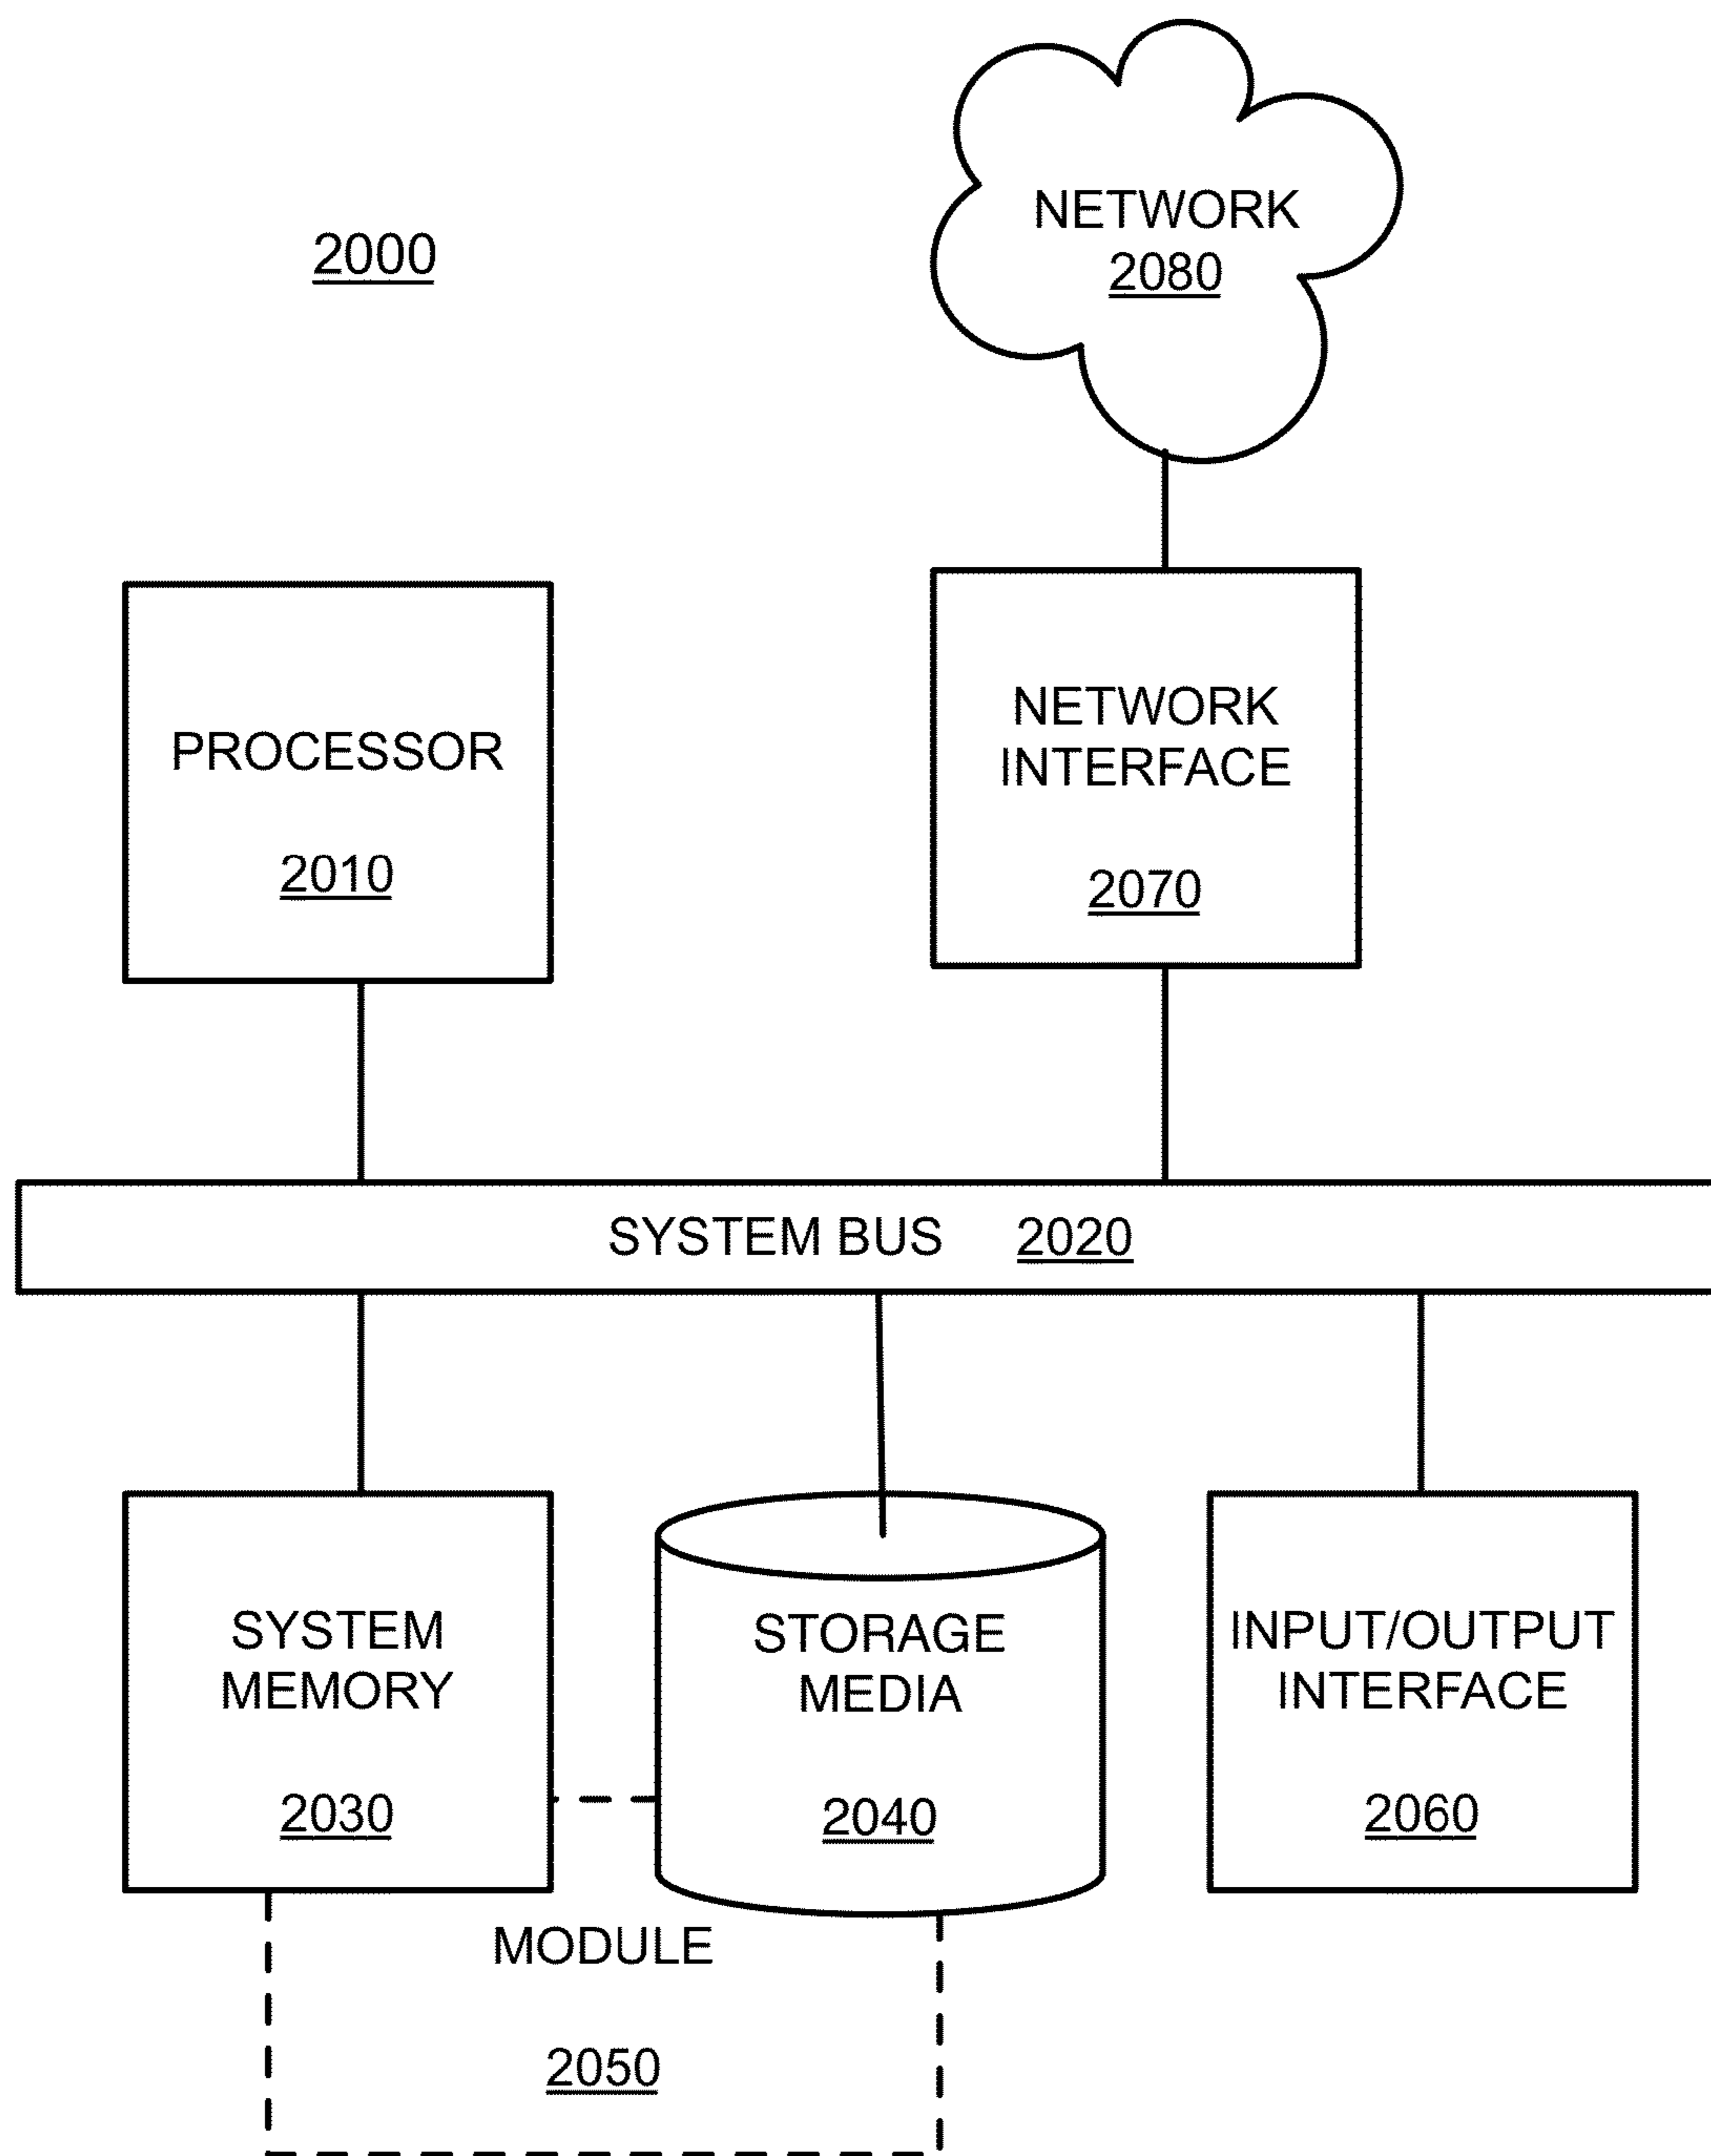 2000
NETWORK
2080
PROCESSOR
2010
NETWORK
INTERFACE
2070
SYSTEM BUS 2020
SYSTEM
MEMORY
2030
STORAGE
MEDIA
2040
INPUT/OUTPUT
INTERFACE
2060
MODULE
2050